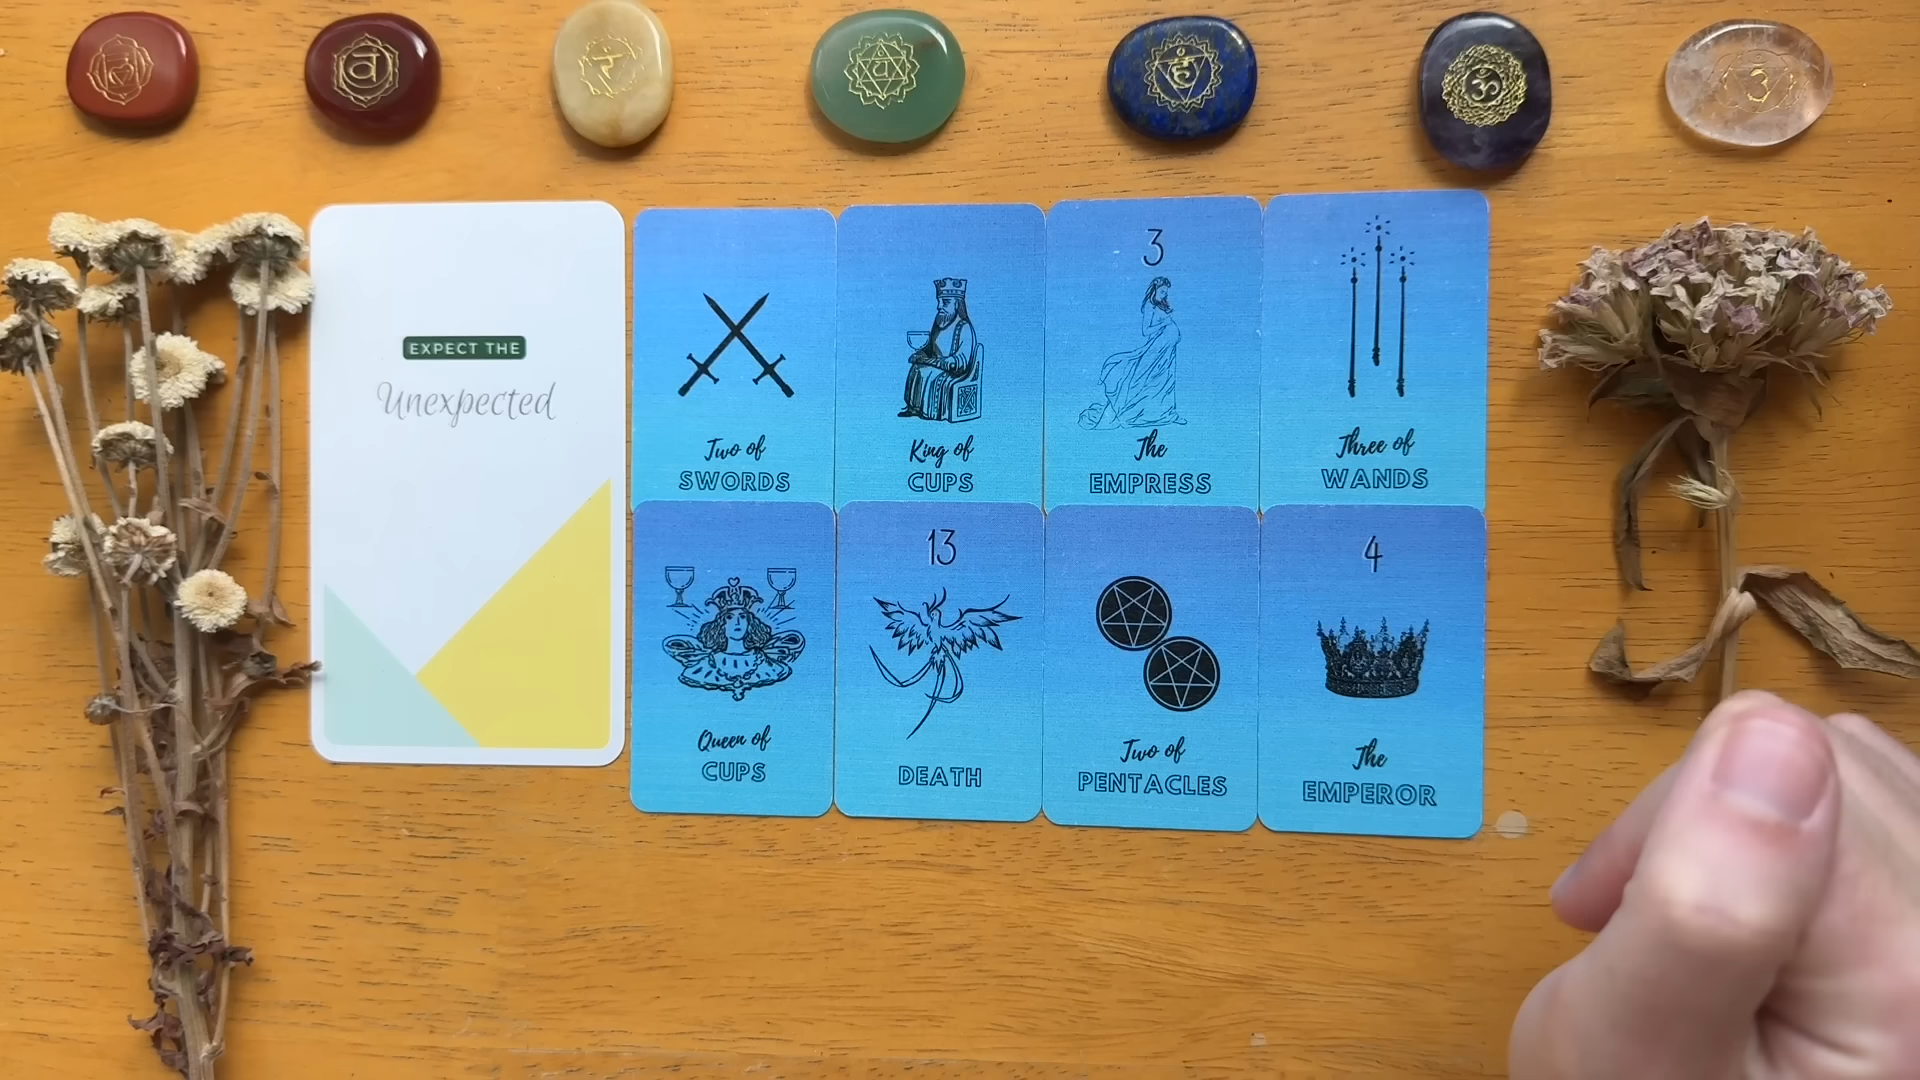 व
ॐ
EXPECT THE
Unexpected
Two of
SWORDS
King of
CUPS
3
The
EMPRESS
Three of
WANDS
Queen of
CUPS
13
DEATH
Two of
PENTACLES
4
The
EMPEROR